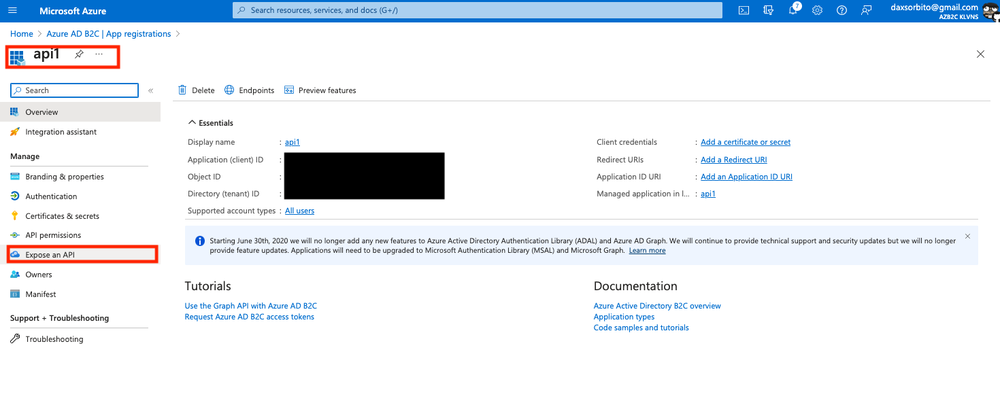 Microsoft Azure
Search resources, services, and docs (G+/)
7
daxsorbito@gmail.com
AZB2C KLVNS
Home > Azure AD B2C | App registrations >
api1 ...
Search «
Delete Endpoints Preview features
Overview
Integration assistant
Manage
Branding & properties
Authentication
Certificates & secrets
API permissions
Expose an API
Owners
Manifest
Support + Troubleshooting
Troubleshooting
Essentials
Display name : api1
Application (client) ID :
Object ID :
Directory (tenant) ID :
Supported account types : All users
Client credentials : Add a certificate or secret
Redirect URIs : Add a Redirect URI
Application ID URI : Add an Application ID URI
Managed application in l... : api1
Starting June 30th, 2020 we will no longer add any new features to Azure Active Directory Authentication Library (ADAL) and Azure AD Graph. We will continue to provide technical support and security updates but we will no longer
provide feature updates. Applications will need to be upgraded to Microsoft Authentication Library (MSAL) and Microsoft Graph. Learn more
Tutorials
Use the Graph API with Azure AD B2C
Request Azure AD B2C access tokens
Documentation
Azure Active Directory B2C overview
Application types
Code samples and tutorials